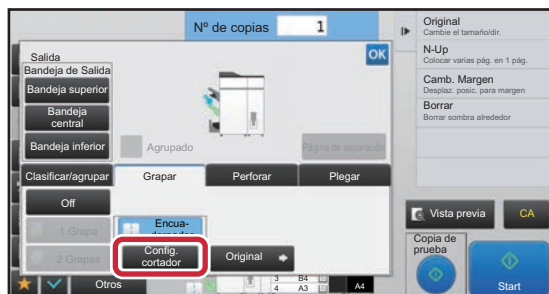 Nº de copias 1
Original
Cambie el tamaño/dir.
N-Up
Colocar varias pág. en 1 pág.
Camb. Margen
Desplaz. posic. para margen
Borrar
Borrar sombra alrededor
Salida
OK
Bandeja de Salida
Bandeja superior
Bandeja
central
Bandeja inferior
Agrupado
Página de separación
Clasificar/agrupar
Grapar
Perforar
Plegar
Off
1 Grapa
2 Grapas
Encua-
Config.
cortador
Original
Vista previa
CA
Copia de
prueba
Start
Otros
3 B4
4 A3
A4